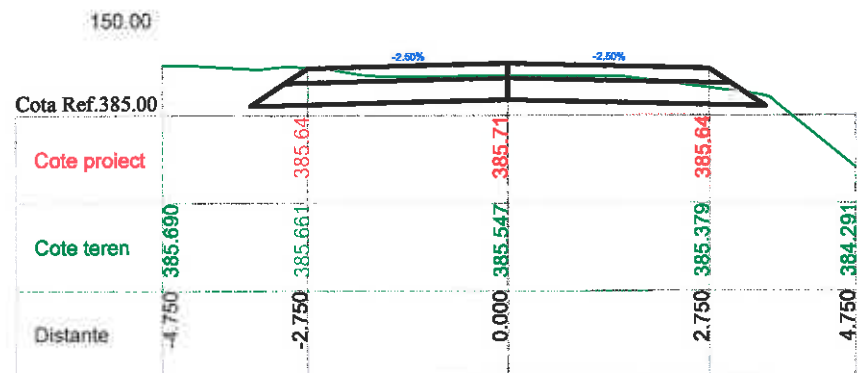 150.00
-2.50% -2.50%
Cota Ref.385.00
Cote proiect 385.64 385.71 385.64
Cote teren 385.690 385.661 385.547 385.379 384.291
Distante -4.750 -2.750 0.000 2.750 4.750